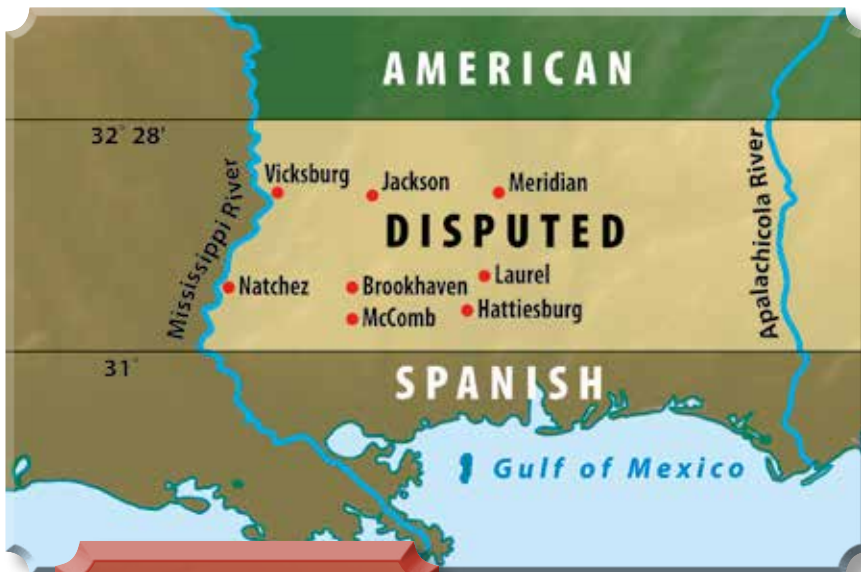 AMERICAN
32° 28'
Vicksburg
Jackson
Meridian
Mississippi River
Apalachicola River
DISPUTED
Natchez
Brookhaven
Laurel
McComb
Hattiesburg
31°
SPANISH
Gulf of Mexico